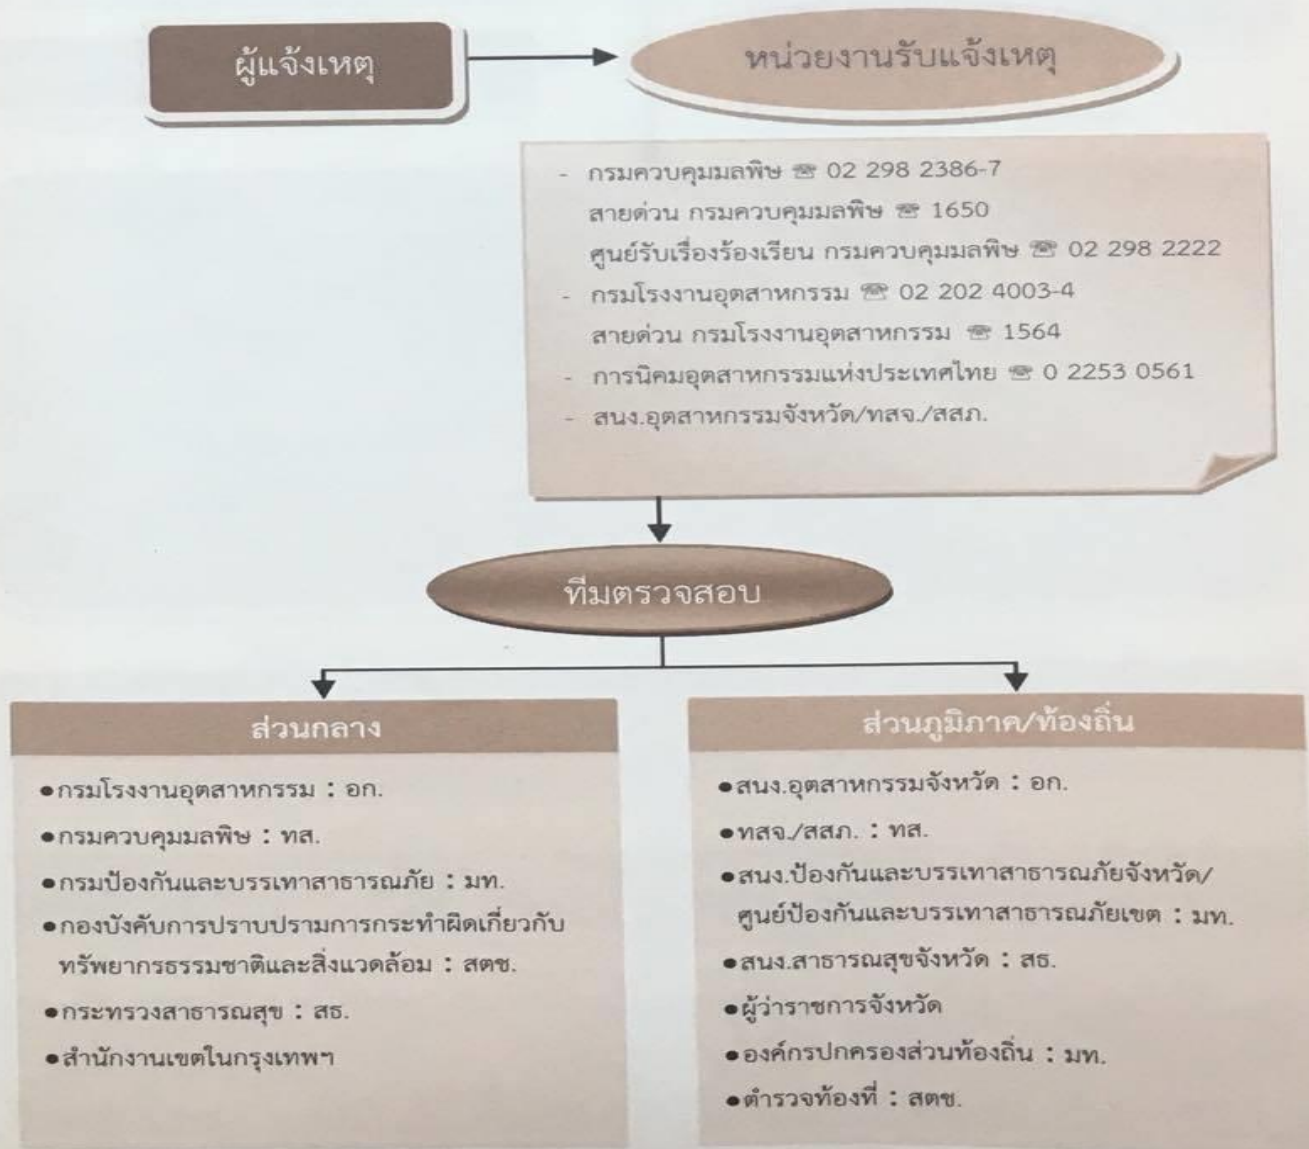 ผู้แจ้งเหตุ
หน่วยงานรับแจ้งเหตุ
- กรมควบคุมมลพิษ ☏ 02 298 2386-7
สายด่วน กรมควบคุมมลพิษ ☏ 1650
ศูนย์รับเรื่องร้องเรียน กรมควบคุมมลพิษ ☏ 02 298 2222
- กรมโรงงานอุตสาหกรรม ☏ 02 202 4003-4
สายด่วน กรมโรงงานอุตสาหกรรม ☏ 1564
- การนิคมอุตสาหกรรมแห่งประเทศไทย ☏ 0 2253 0561
- สนง.อุตสาหกรรมจังหวัด/ทสจ./สสภ.
ทีมตรวจสอบ
ส่วนกลาง
●กรมโรงงานอุตสาหกรรม : อก.
●กรมควบคุมมลพิษ : ทส.
●กรมป้องกันและบรรเทาสาธารณภัย : มท.
●กองบังคับการปราบปรามการกระทำผิดเกี่ยวกับ
ทรัพยากรธรรมชาติและสิ่งแวดล้อม : สตช.
●กระทรวงสาธารณสุข : สธ.
●สำนักงานเขตในกรุงเทพฯ
ส่วนภูมิภาค/ท้องถิ่น
●สนง.อุตสาหกรรมจังหวัด : อก.
●ทสจ./สสภ. : ทส.
●สนง.ป้องกันและบรรเทาสาธารณภัยจังหวัด/
ศูนย์ป้องกันและบรรเทาสาธารณภัยเขต : มท.
●สนง.สาธารณสุขจังหวัด : สธ.
●ผู้ว่าราชการจังหวัด
●องค์กรปกครองส่วนท้องถิ่น : มท.
●ตำรวจท้องที่ : สตช.